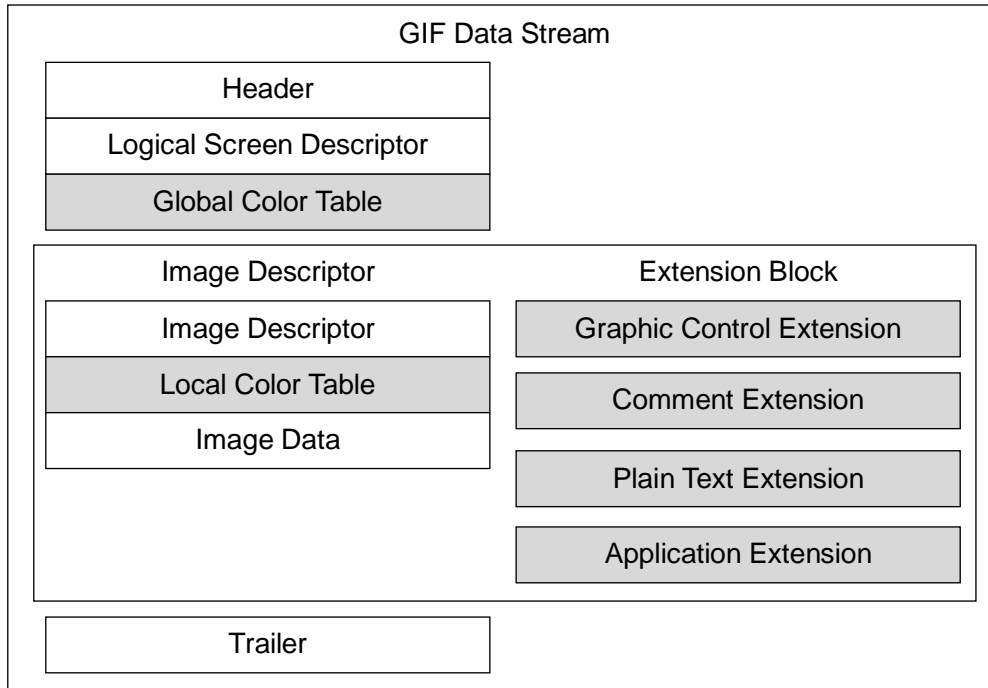 GIF Data Stream
Header
Logical Screen Descriptor
Global Color Table
Image Descriptor
Image Descriptor
Local Color Table
Image Data
Extension Block
Graphic Control Extension
Comment Extension
Plain Text Extension
Application Extension
Trailer